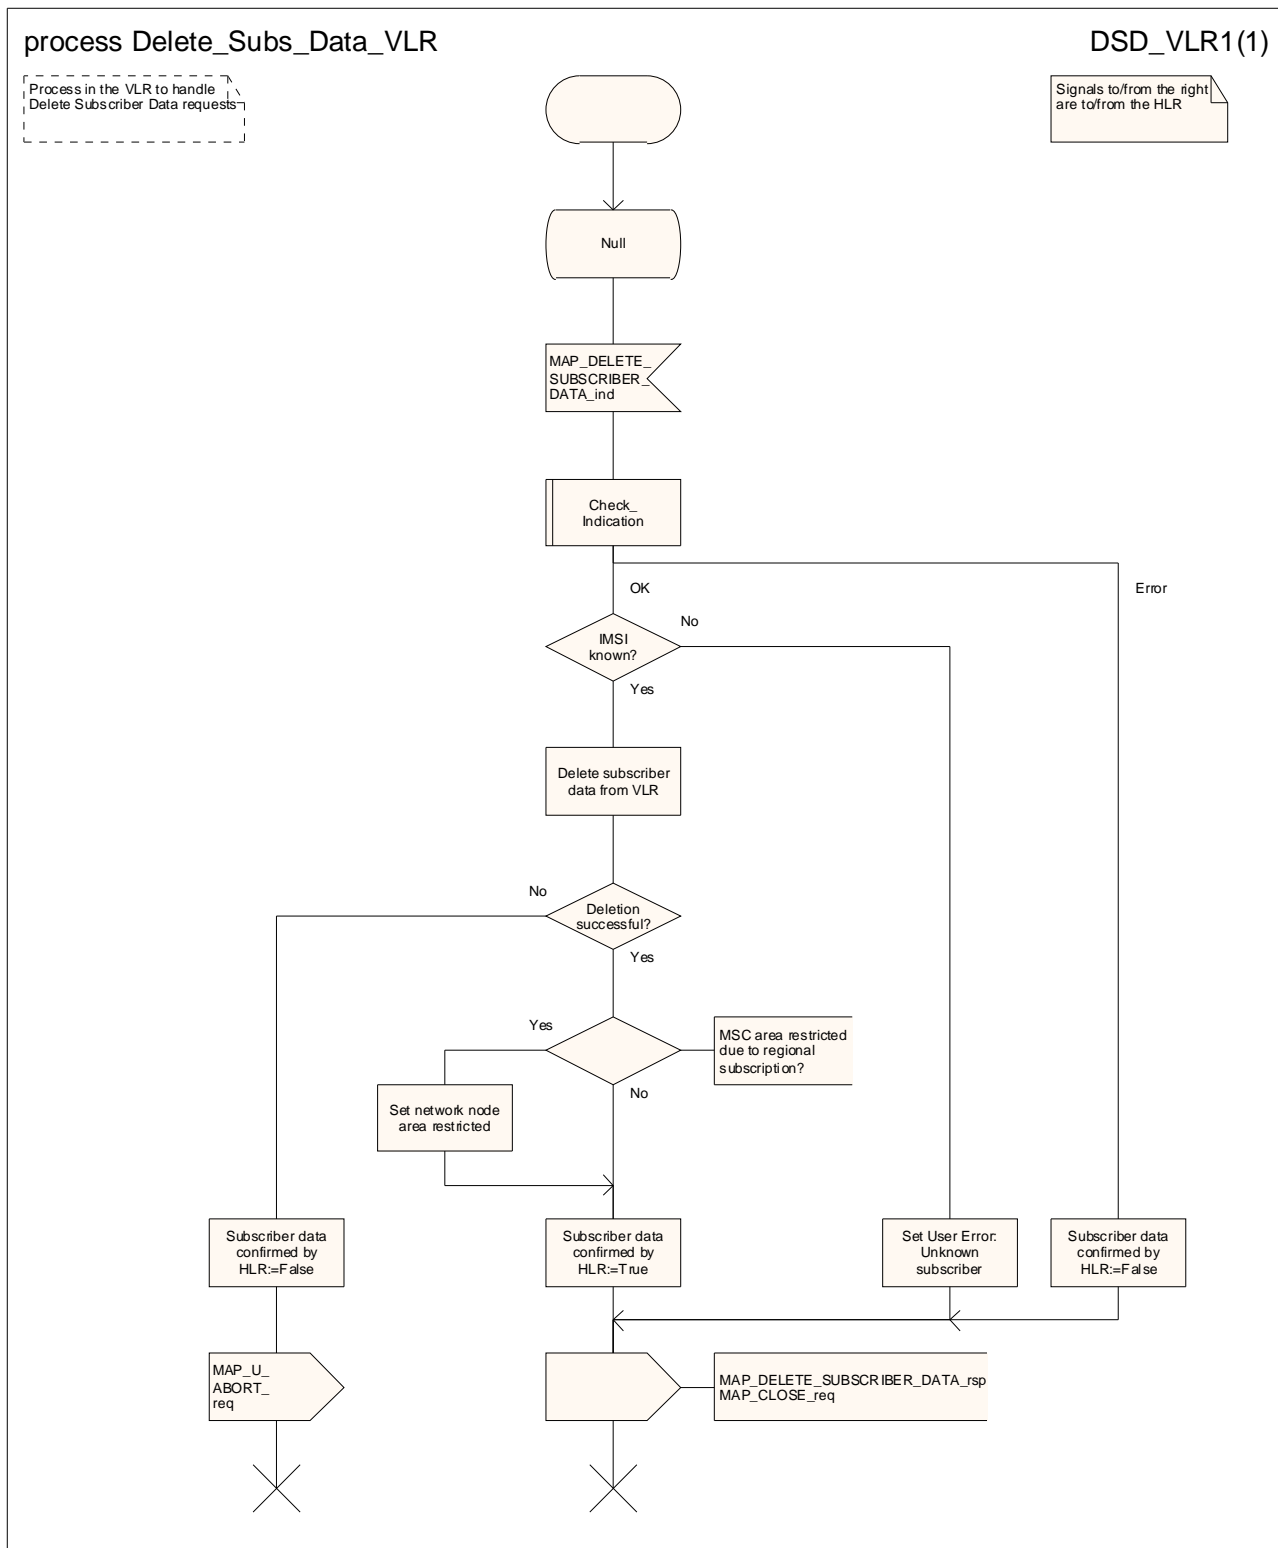 process Delete_Subs_Data_VLR
DSD_VLR1(1)
Process in the VLR to handle
Delete Subscriber Data requests
Signals to/from the right
are to/from the HLR
Null
MAP_DELETE_
SUBSCRIBER_
DATA_ind
Check_
Indication
OK
Error
IMSI
known?
No
Yes
Delete subscriber
data from VLR
No
Deletion
successful?
Yes
Yes
MSC area restricted
due to regional
subscription?
No
Set network node
area restricted
Subscriber data
confirmed by
HLR:=False
Subscriber data
confirmed by
HLR:=True
Set User Error:
Unknown
subscriber
Subscriber data
confirmed by
HLR:=False
MAP_U_
ABORT_
req
MAP_DELETE_SUBSCRIBER_DATA_rsp
MAP_CLOSE_req